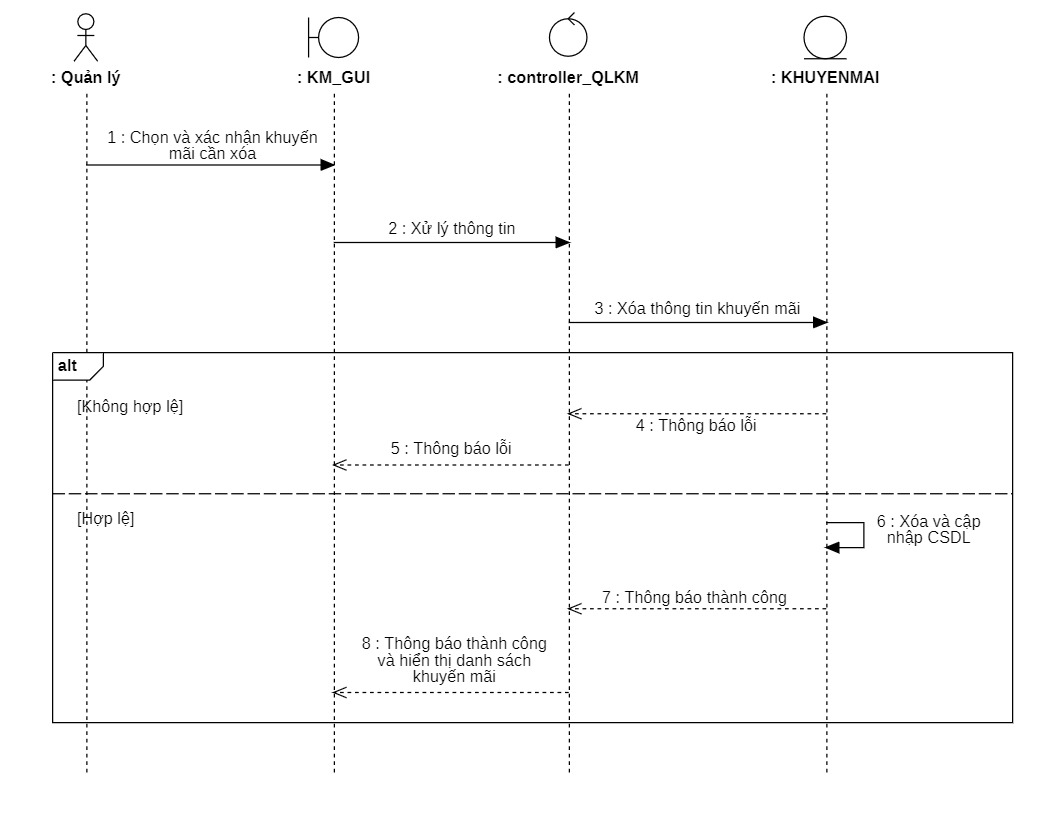 : Quản lý
: KM_GUI
: controller_QLKM
: KHUYENMAI
1 : Chọn và xác nhận khuyến
mãi cần xóa
2 : Xử lý thông tin
3 : Xóa thông tin khuyến mãi
alt
[Không hợp lệ]
4 : Thông báo lỗi
5 : Thông báo lỗi
[Hợp lệ]
6 : Xóa và cập
nhập CSDL
7 : Thông báo thành công
8 : Thông báo thành công
và hiển thị danh sách
khuyến mãi